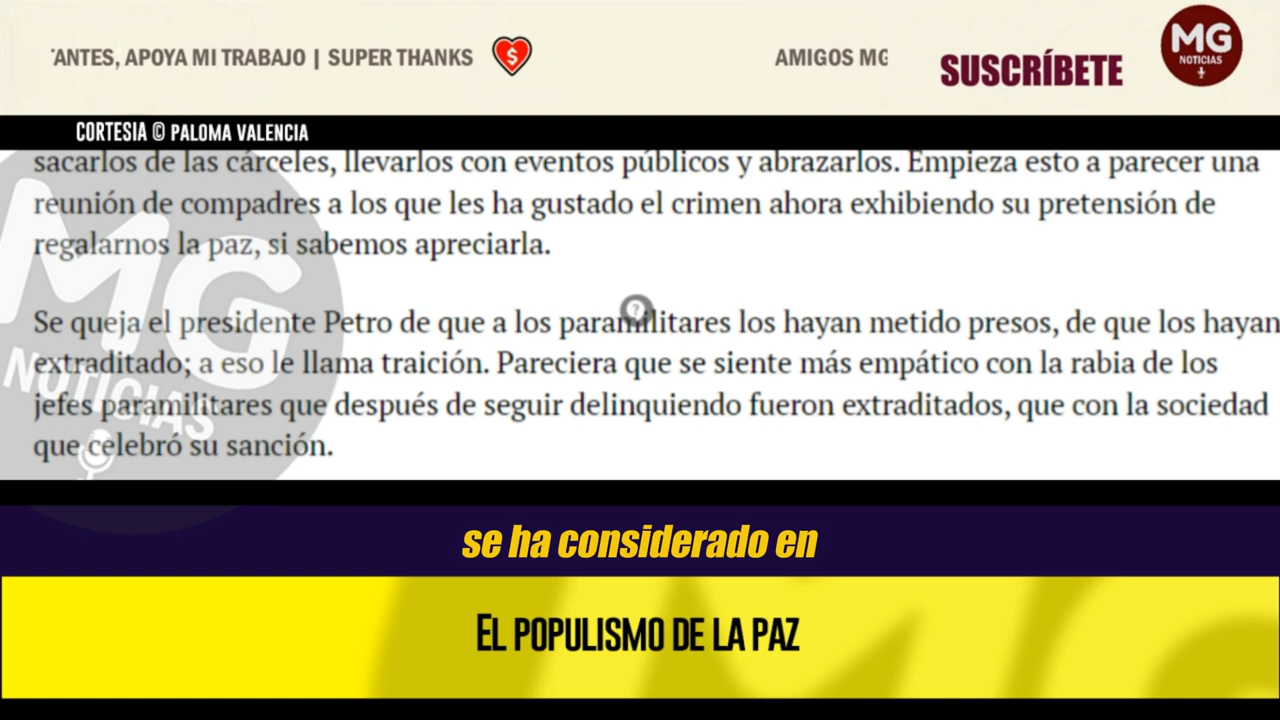 TANTES, APOYA MI TRABAJO | SUPER THANKS
AMIGOS MG
SUSCRÍBETE
MG
NOTICIAS
CORTESIA © PALOMA VALENCIA
sacarlos de las cárceles, llevarlos con eventos públicos y abrazarlos. Empieza esto a parecer una
reunión de compadres a los que les ha gustado el crimen ahora exhibiendo su pretensión de
regalarnos la paz, si sabemos apreciarla.
Se queja el presidente Petro de que a los paramilitares los hayan metido presos, de que los hayan
extraditado; a eso le llama traición. Pareciera que se siente más empático con la rabia de los
jefes paramilitares que después de seguir delinquiendo fueron extraditados, que con la sociedad
que celebró su sanción.
MG
NOTICIAS
se ha considerado en
EL POPULISMO DE LA PAZ